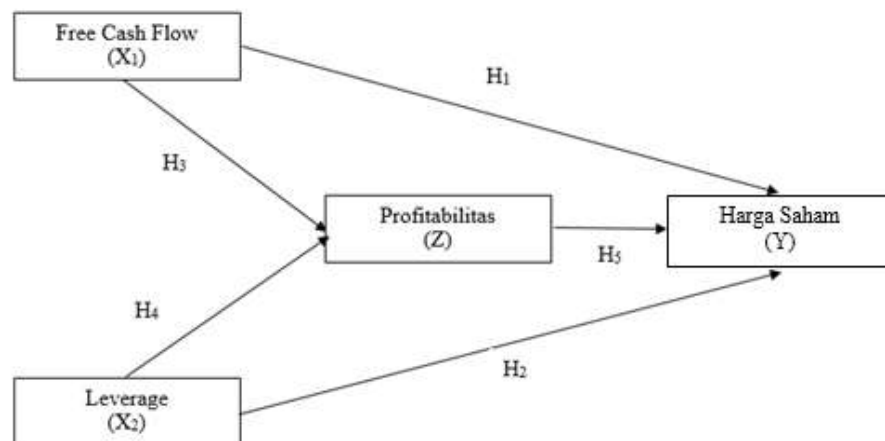 Free Cash Flow
(X₁)
H₁
H₃
Profitabilitas
(Z)
Harga Saham
(Y)
H₅
H₄
H₂
Leverage
(X₂)